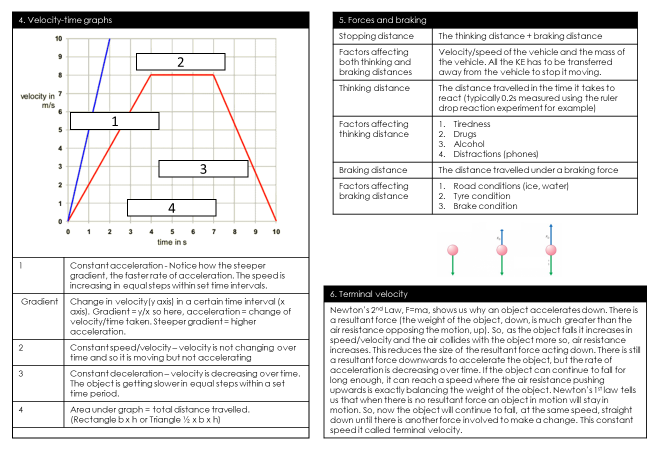 4. Velocity-time graphs
10
9
8
7
6
5
4
3
2
1
0
velocity in
m/s
0 1 2 3 4 5 6 7 8 9 10
time in s
2
1
3
4
1
Constant acceleration - Notice how the steeper
gradient, the faster rate of acceleration. The speed is
increasing in equal steps within set time intervals.
Gradient
Change in velocity(y axis) in a certain time interval (x
axis). Gradient = y/x so here, acceleration = change of
velocity/time taken. Steeper gradient = higher
acceleration.
2
Constant speed/velocity – velocity is not changing over
time and so it is moving but not accelerating
3
Constant deceleration – velocity is decreasing over time.
The object is getting slower in equal steps within a set
time period.
4
Area under graph = total distance travelled.
(Rectangle b x h or Triangle ½ x b x h)
5. Forces and braking
Stopping distance
The thinking distance + braking distance
Factors affecting
both thinking and
braking distances
Velocity/speed of the vehicle and the mass of
the vehicle. All the KE has to be transferred
away from the vehicle to stop it moving.
Thinking distance
The distance travelled in the time it takes to
react (typically 0.2s measured using the ruler
drop reaction experiment for example)
Factors affecting
thinking distance
1. Tiredness
2. Drugs
3. Alcohol
4. Distractions (phones)
Braking distance
The distance travelled under a braking force
Factors affecting
braking distance
1. Road conditions (ice, water)
2. Tyre condition
3. Brake condition
6. Terminal velocity
Newton's 2nd Law, F=ma, shows us why an object accelerates down. There is
a resultant force (the weight of the object, down, is much greater than the
air resistance opposing the motion, up). So, as the object falls it increases in
speed/velocity and the air collides with the object more so, air resistance
increases. This reduces the size of the resultant force acting down. There is still
a resultant force downwards to accelerate the object, but the rate of
acceleration is decreasing over time. If the object can continue to fall for
long enough, it can reach a speed where the air resistance pushing
upwards is exactly balancing the weight of the object. Newton's 1st law tells
us that when there is no resultant force an object in motion will stay in
motion. So, now the object will continue to fall, at the same speed, straight
down until there is another force involved to make a change. This constant
speed it called terminal velocity.